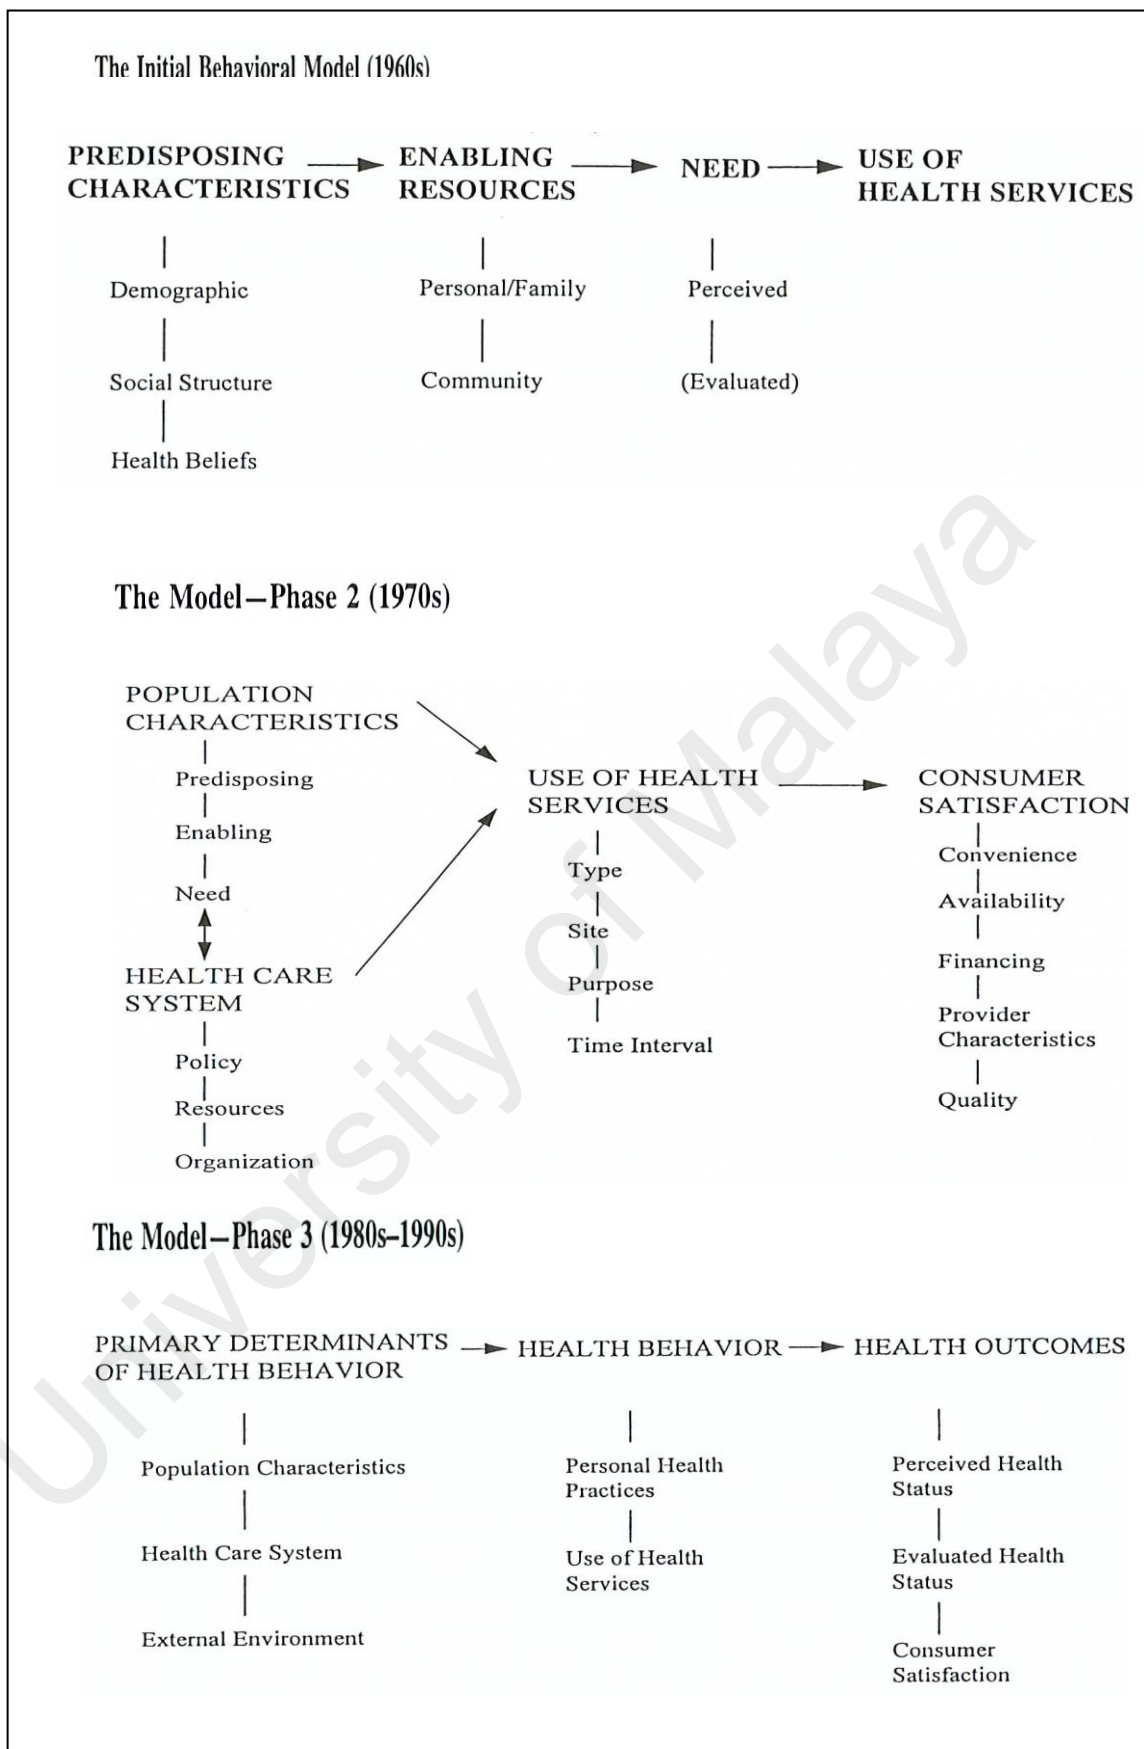 The Initial Behavioral Model (1960s)
PREDISPOSING
CHARACTERISTICS
ENABLING
RESOURCES
NEED
USE OF
HEALTH SERVICES
Demographic
Social Structure
Health Beliefs
Personal/Family
Community
Perceived
(Evaluated)
The Model—Phase 2 (1970s)
POPULATION
CHARACTERISTICS
Predisposing
Enabling
Need
HEALTH CARE
SYSTEM
Policy
Resources
Organization
USE OF HEALTH
SERVICES
Type
Site
Purpose
Time Interval
CONSUMER
SATISFACTION
Convenience
Availability
Financing
Provider
Characteristics
Quality
The Model—Phase 3 (1980s–1990s)
PRIMARY DETERMINANTS
OF HEALTH BEHAVIOR
HEALTH BEHAVIOR
HEALTH OUTCOMES
Population Characteristics
Health Care System
External Environment
Personal Health
Practices
Use of Health
Services
Perceived Health
Status
Evaluated Health
Status
Consumer
Satisfaction
University of Malaya